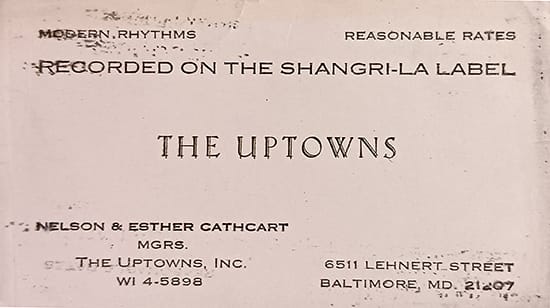 MODERN RHYTHMS REASONABLE RATES
RECORDED ON THE SHANGRI-LA LABEL
THE UPTOWNS
NELSON & ESTHER CATHCART
MGRS.
THE UPTOWNS, INC. 6511 LEHNERT STREET
WI 4-5898 BALTIMORE, MD. 21207